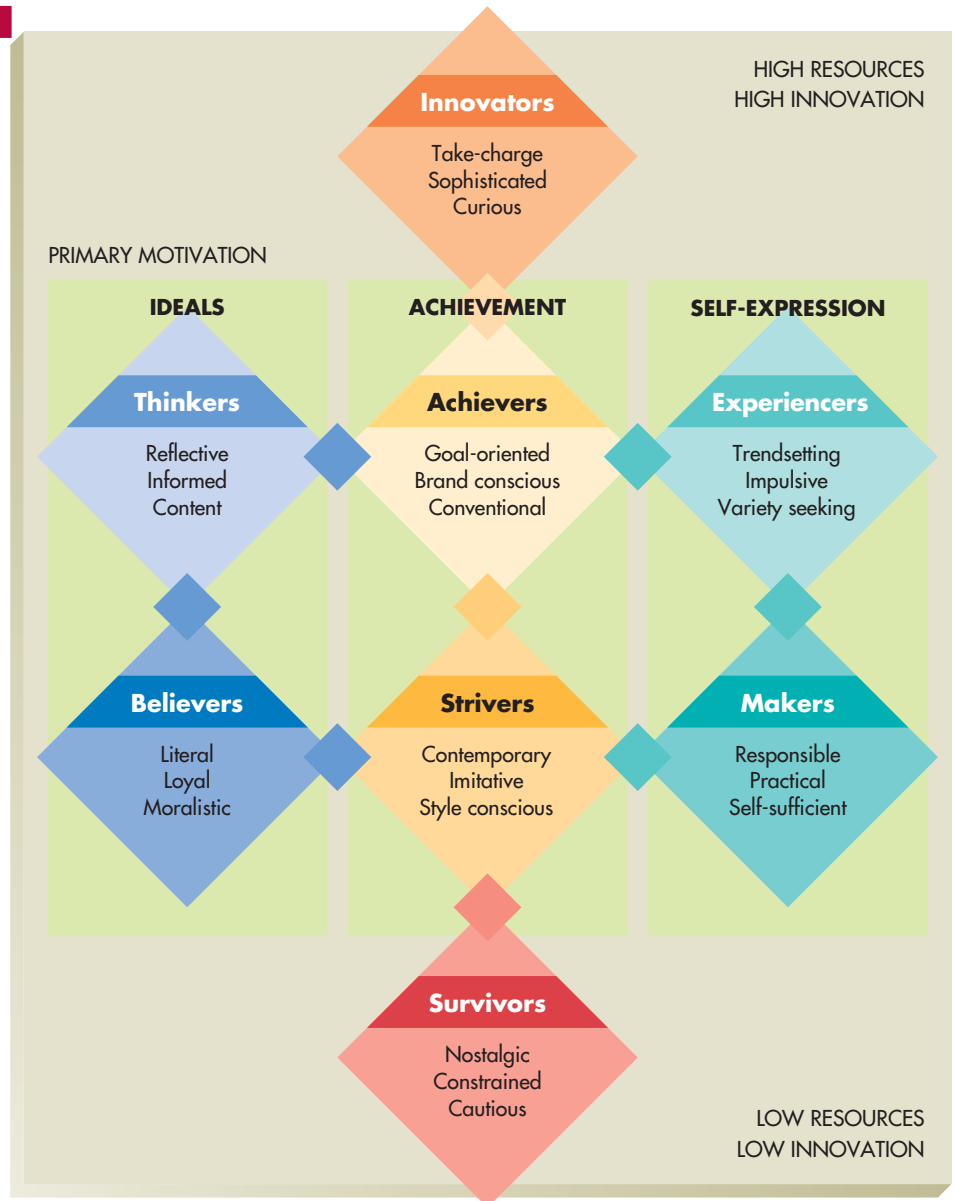 HIGH RESOURCES
HIGH INNOVATION
Innovators
Take-charge
Sophisticated
Curious
PRIMARY MOTIVATION
IDEALS
ACHIEVEMENT
SELF-EXPRESSION
Thinkers
Reflective
Informed
Content
Achievers
Goal-oriented
Brand conscious
Conventional
Experiencers
Trendsetting
Impulsive
Variety seeking
Believers
Literal
Loyal
Moralistic
Strivers
Contemporary
Imitative
Style conscious
Makers
Responsible
Practical
Self-sufficient
Survivors
Nostalgic
Constrained
Cautious
LOW RESOURCES
LOW INNOVATION